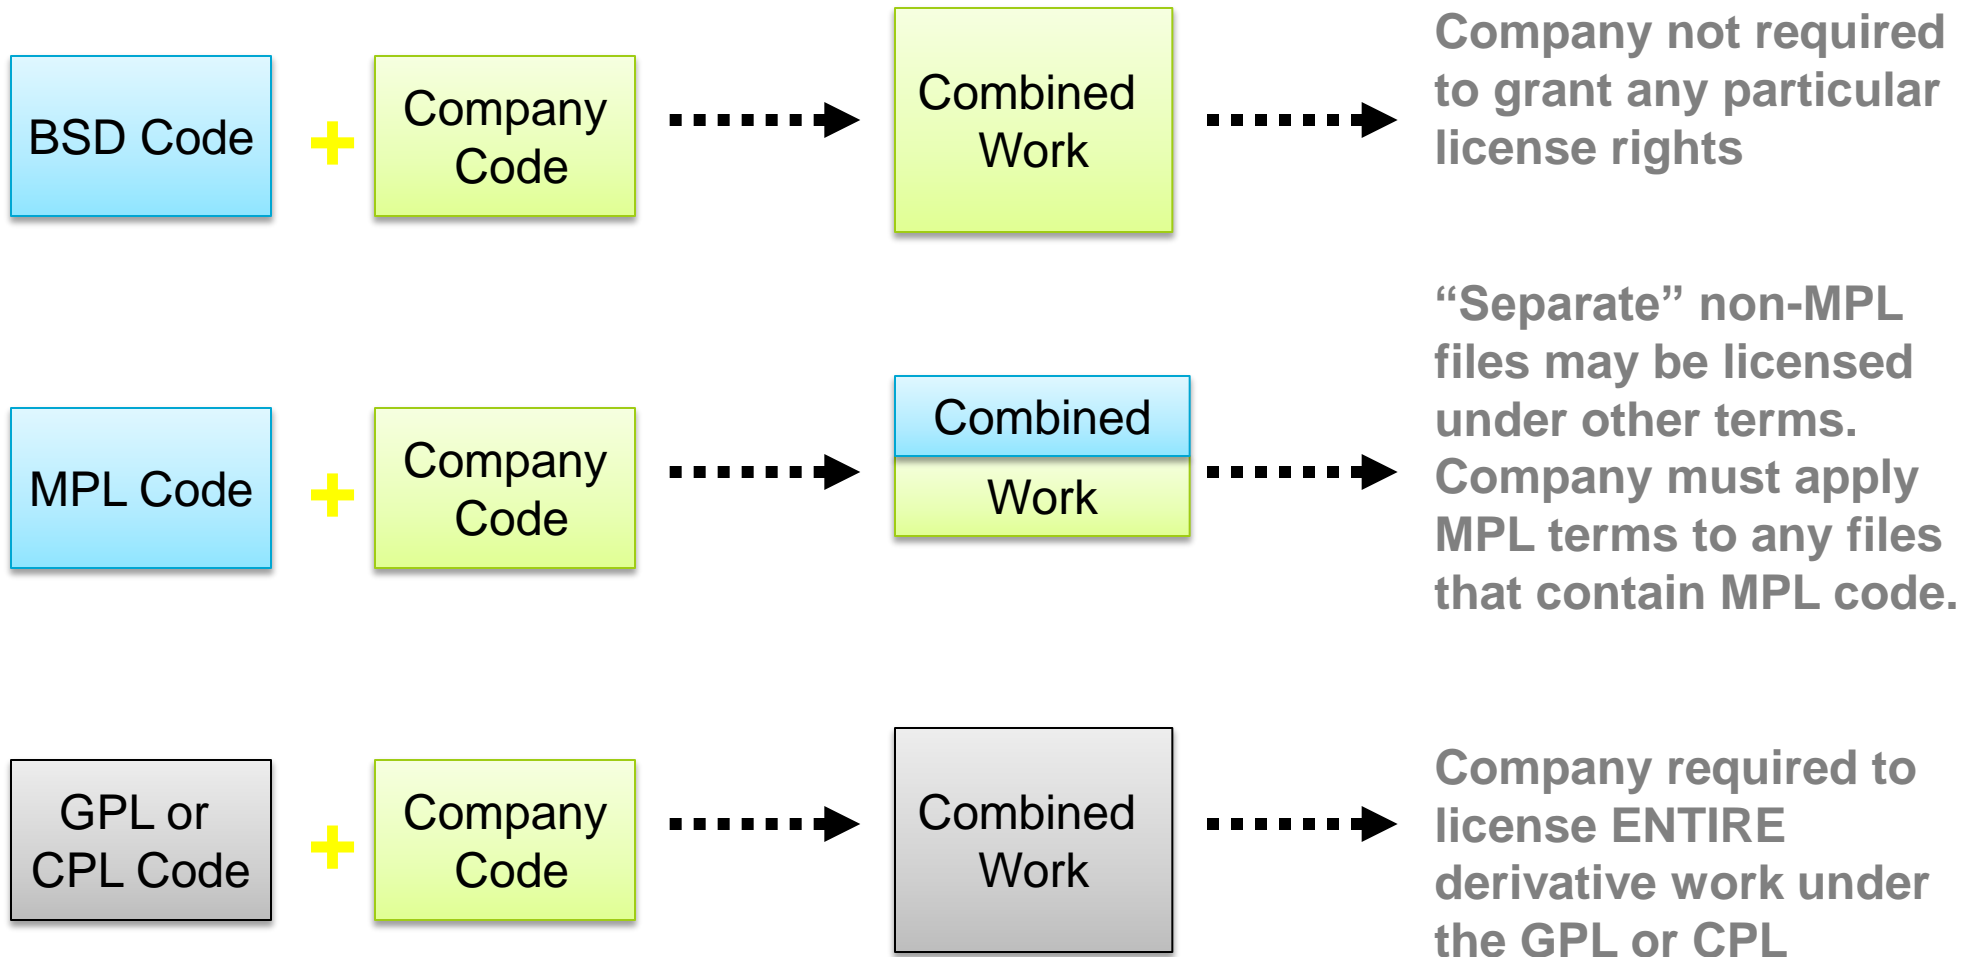 BSD Code
+
Company
Code
Combined
Work
Company not required
to grant any particular
license rights
MPL Code
+
Company
Code
Combined
Work
“Separate” non-MPL
files may be licensed
under other terms.
Company must apply
MPL terms to any files
that contain MPL code.
GPL or
CPL Code
+
Company
Code
Combined
Work
Company required to
license ENTIRE
derivative work under
the GPL or CPL